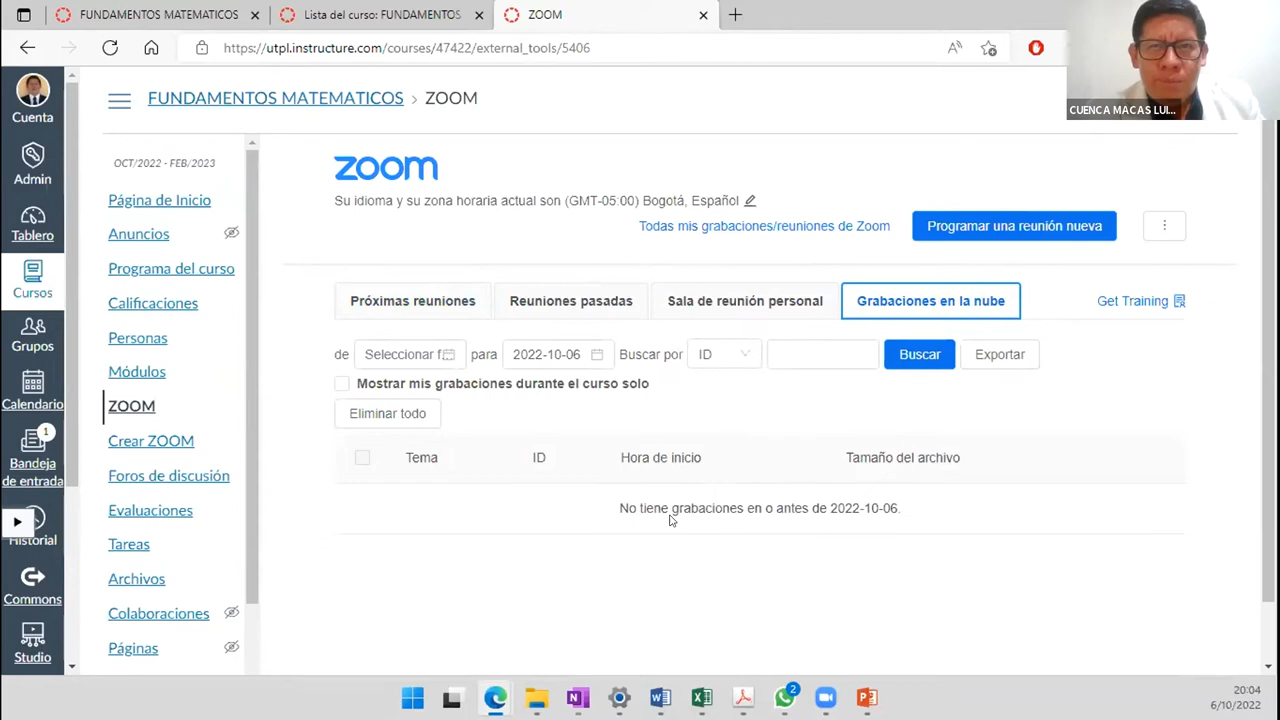 FUNDAMENTOS MATEMATICOS
Lista del curso: FUNDAMENTOS
ZOOM
https://utpl.instructure.com/courses/47422/external_tools/5406
CUENCA MACAS LUI...
Cuenta
Admin
Tablero
Cursos
Grupos
Calendario
1
Bandeja
de entrada
Historial
Commons
Studio
FUNDAMENTOS MATEMATICOS › ZOOM
OCT/2022 - FEB/2023
Página de Inicio
Anuncios
Programa del curso
Calificaciones
Personas
Módulos
ZOOM
Crear ZOOM
Foros de discusión
Evaluaciones
Tareas
Archivos
Colaboraciones
Páginas
zoom
Su idioma y su zona horaria actual son (GMT-05:00) Bogotá, Español
Todas mis grabaciones/reuniones de Zoom Programar una reunión nueva
Próximas reuniones Reuniones pasadas Sala de reunión personal Grabaciones en la nube Get Training
de Seleccionar f para 2022-10-06 Buscar por ID Buscar Exportar
Mostrar mis grabaciones durante el curso solo
Eliminar todo
Tema ID Hora de inicio Tamaño del archivo
No tiene grabaciones en o antes de 2022-10-06.
2
20:04
6/10/2022